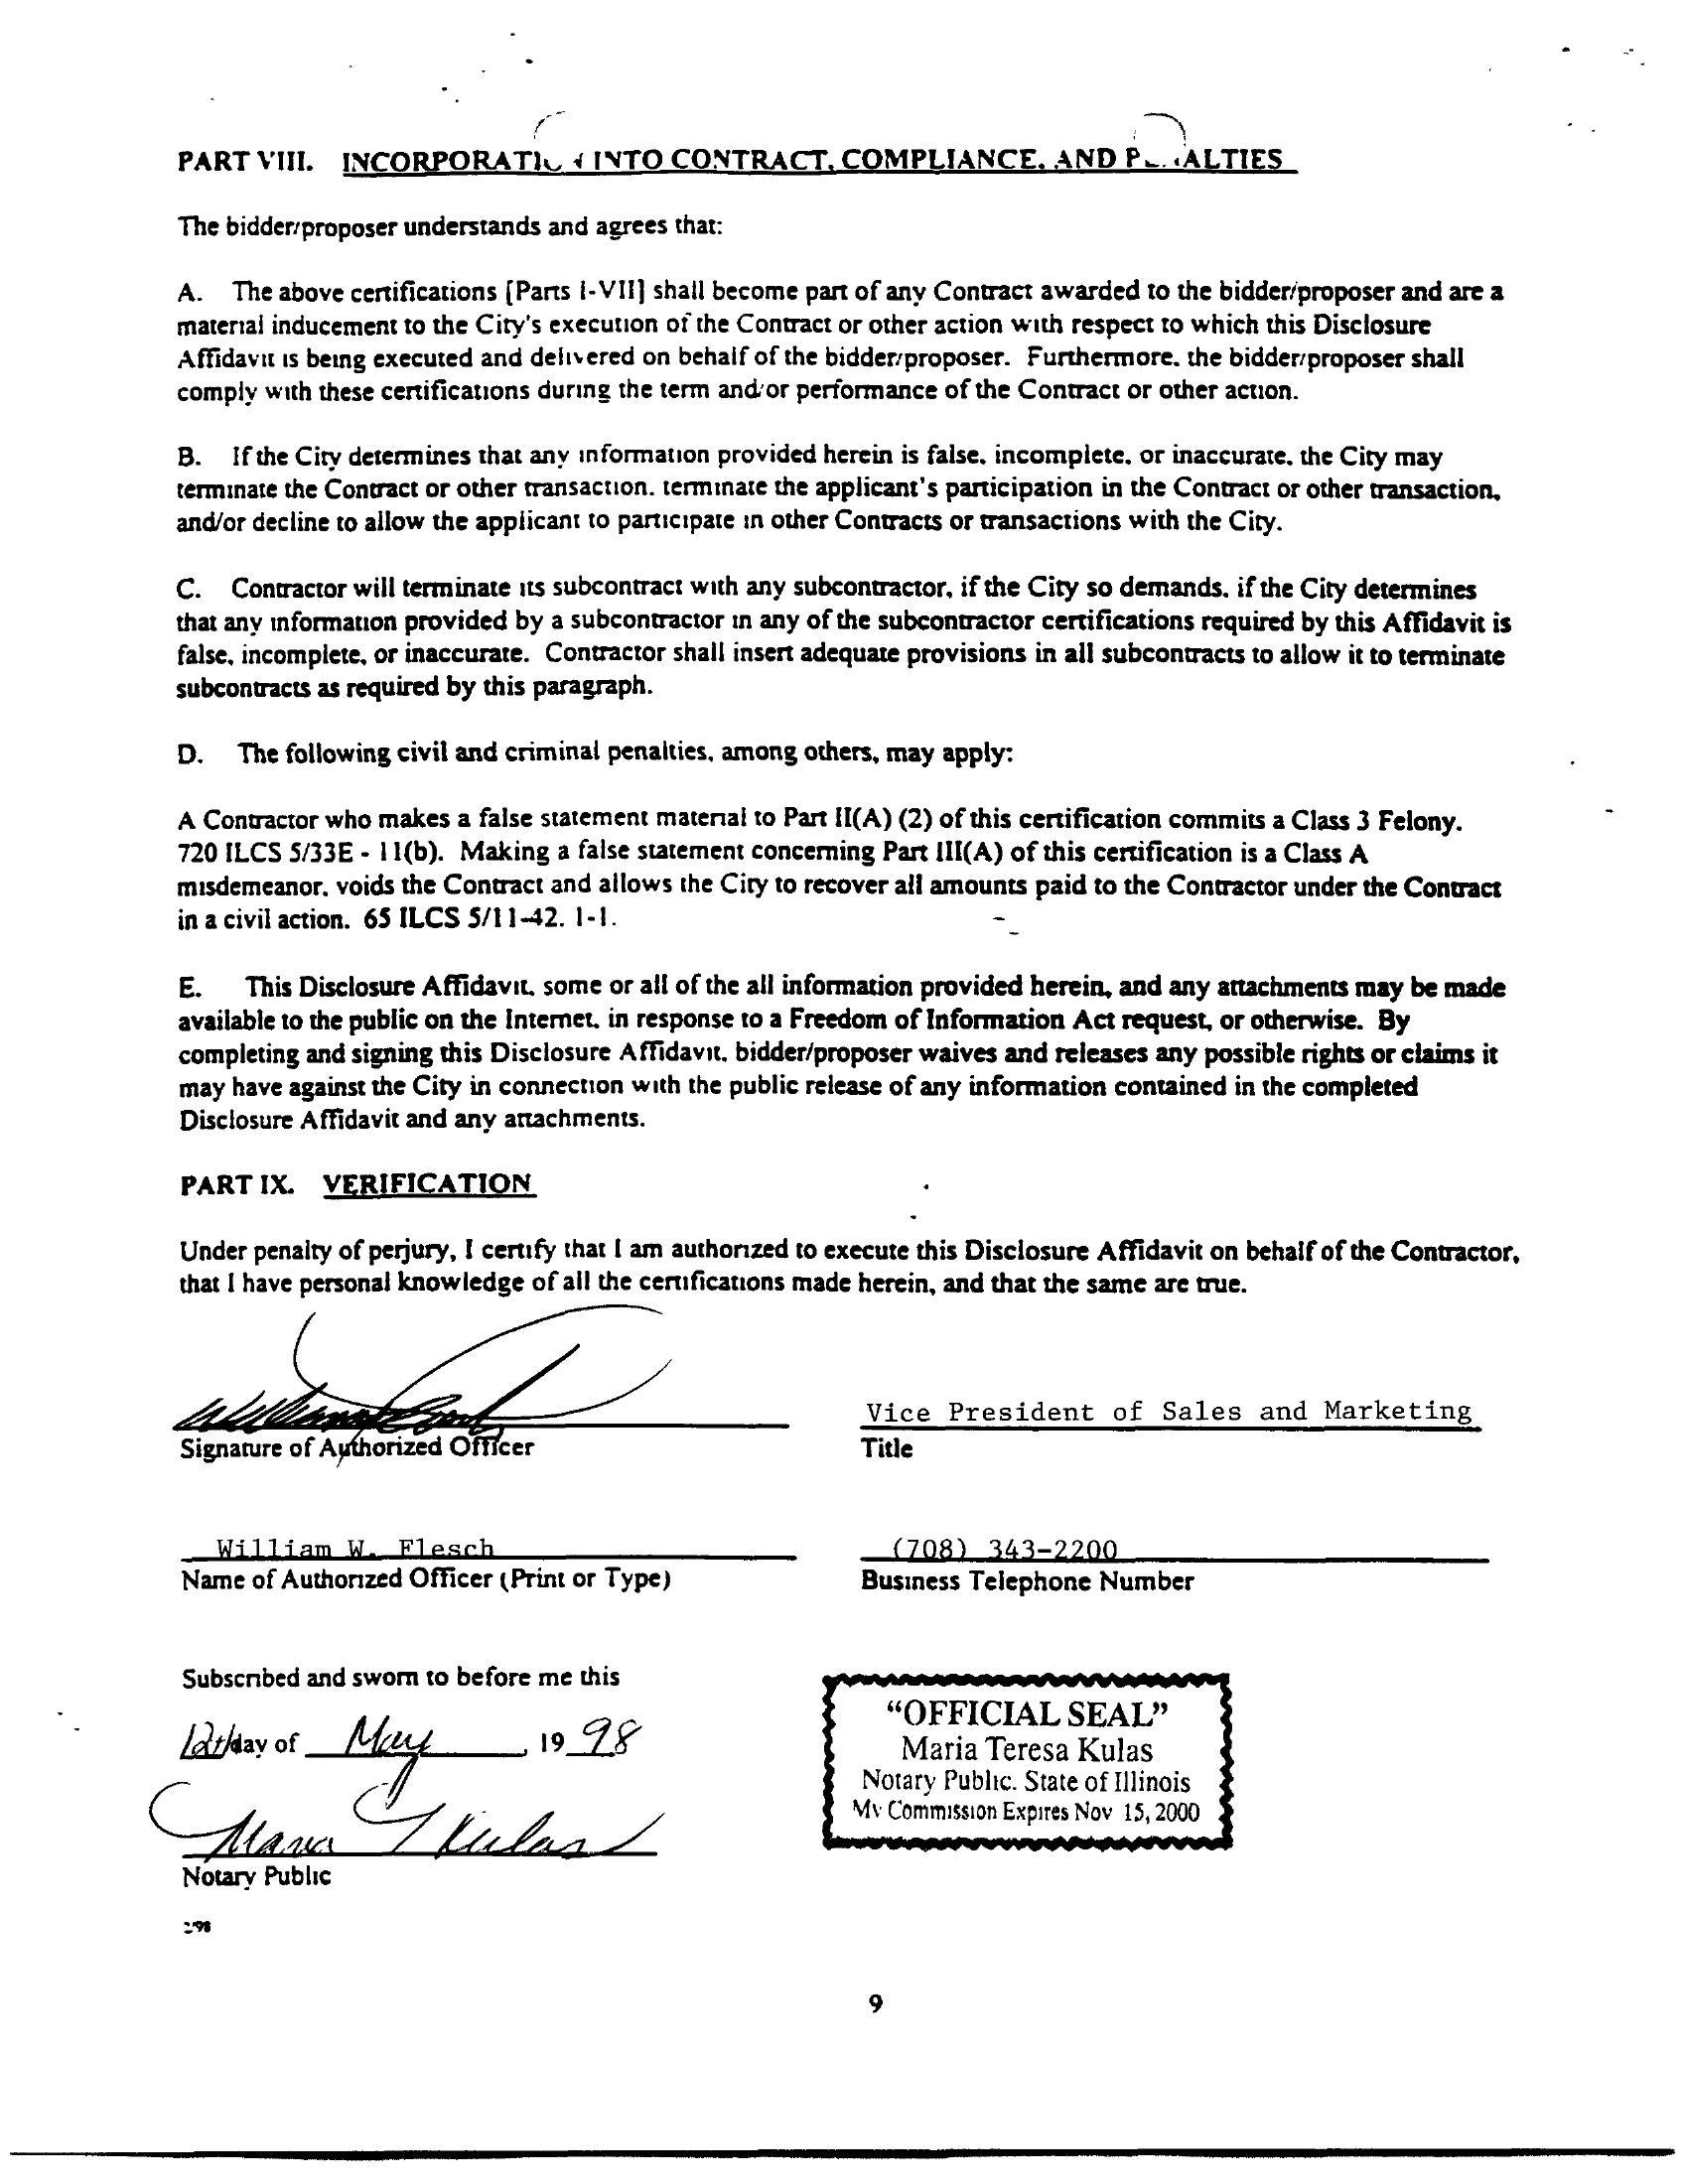 PART VIII. INCORPORATI INTO CONTRACT, COMPLIANCE, AND P ALTIES
The bidder/proposer understands and agrees that:
A. The above certifications [Parts I-VII] shall become part of any Contract awarded to the bidder/proposer and are a
material inducement to the City's execution of the Contract or other action with respect to which this Disclosure
Affidavit is being executed and delivered on behalf of the bidder/proposer. Furthermore, the bidder/proposer shall
comply with these certifications during the term and/or performance of the Contract or other action.
B. If the City determines that any information provided herein is false, incomplete, or inaccurate, the City may
terminate the Contract or other transaction, terminate the applicant's participation in the Contract or other transaction,
and/or decline to allow the applicant to participate in other Contracts or transactions with the City.
C. Contractor will terminate its subcontract with any subcontractor, if the City so demands, if the City determines
that any information provided by a subcontractor in any of the subcontractor certifications required by this Affidavit is
false, incomplete, or inaccurate. Contractor shall insert adequate provisions in all subcontracts to allow it to terminate
subcontracts as required by this paragraph.
D. The following civil and criminal penalties, among others, may apply:
A Contractor who makes a false statement material to Part II(A) (2) of this certification commits a Class 3 Felony.
720 ILCS 5/33E - 11(b). Making a false statement concerning Part III(A) of this certification is a Class A
misdemeanor, voids the Contract and allows the City to recover all amounts paid to the Contractor under the Contract
in a civil action. 65 ILCS 5/11-42. 1-1.
E. This Disclosure Affidavit, some or all of the all information provided herein, and any attachments may be made
available to the public on the Internet, in response to a Freedom of Information Act request, or otherwise. By
completing and signing this Disclosure Affidavit, bidder/proposer waives and releases any possible rights or claims it
may have against the City in connection with the public release of any information contained in the completed
Disclosure Affidavit and any attachments.
PART IX. VERIFICATION
Under penalty of perjury, I certify that I am authorized to execute this Disclosure Affidavit on behalf of the Contractor,
that I have personal knowledge of all the certifications made herein, and that the same are true.
Vice President of Sales and Marketing
Signature of Authorized Officer Title
William W. Flesch (708) 343-2200
Name of Authorized Officer (Print or Type) Business Telephone Number
Subscribed and sworn to before me this
12th day of May, 19 98
Maria T Kulas
Notary Public
"OFFICIAL SEAL"
Maria Teresa Kulas
Notary Public, State of Illinois
My Commission Expires Nov 15, 2000
2/98
9